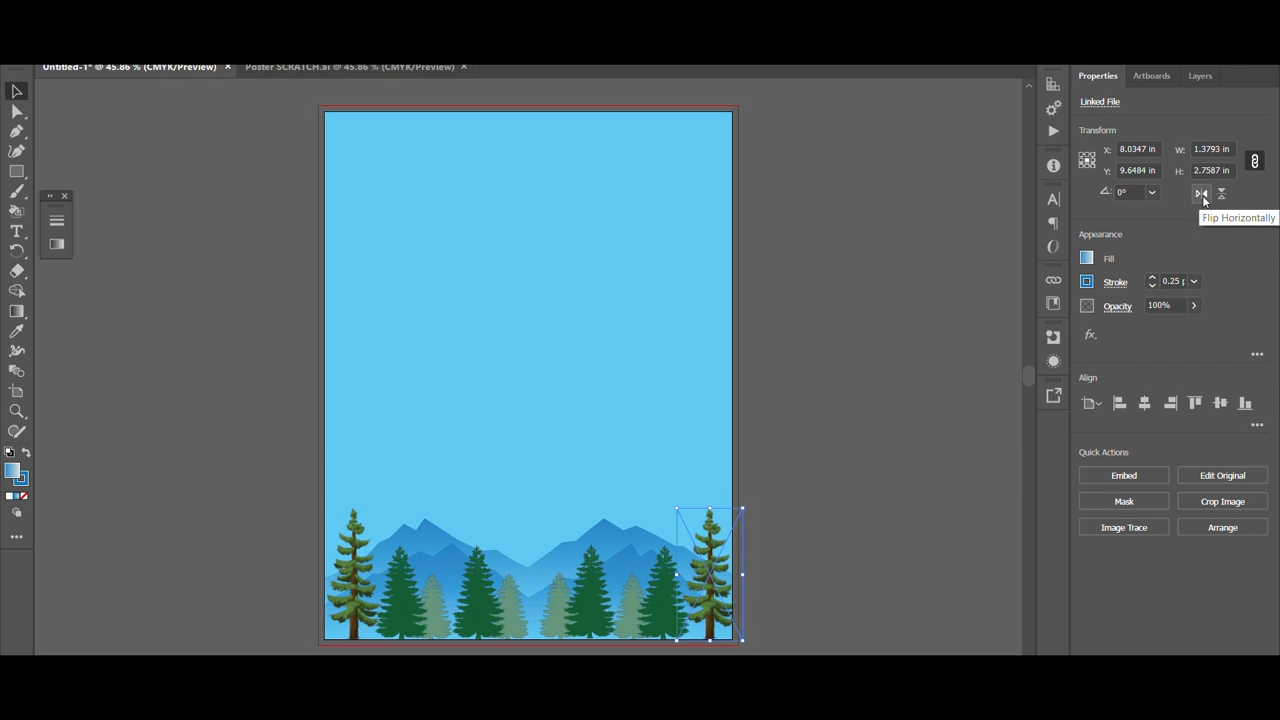 Untitled-1* @ 45.86 % (CMYK/Preview) × Poster SCRATCH.ai @ 45.86 % (CMYK/Preview) ×
Properties Artboards Layers
Linked File
Transform
X: 8.0347 in W: 1.3793 in
Y: 9.6484 in H: 2.7587 in
0°
Flip Horizontally
Appearance
Fill
Stroke 0.25 p
Opacity 100%
fx.
Align
Quick Actions
Embed Edit Original
Mask Crop Image
Image Trace Arrange